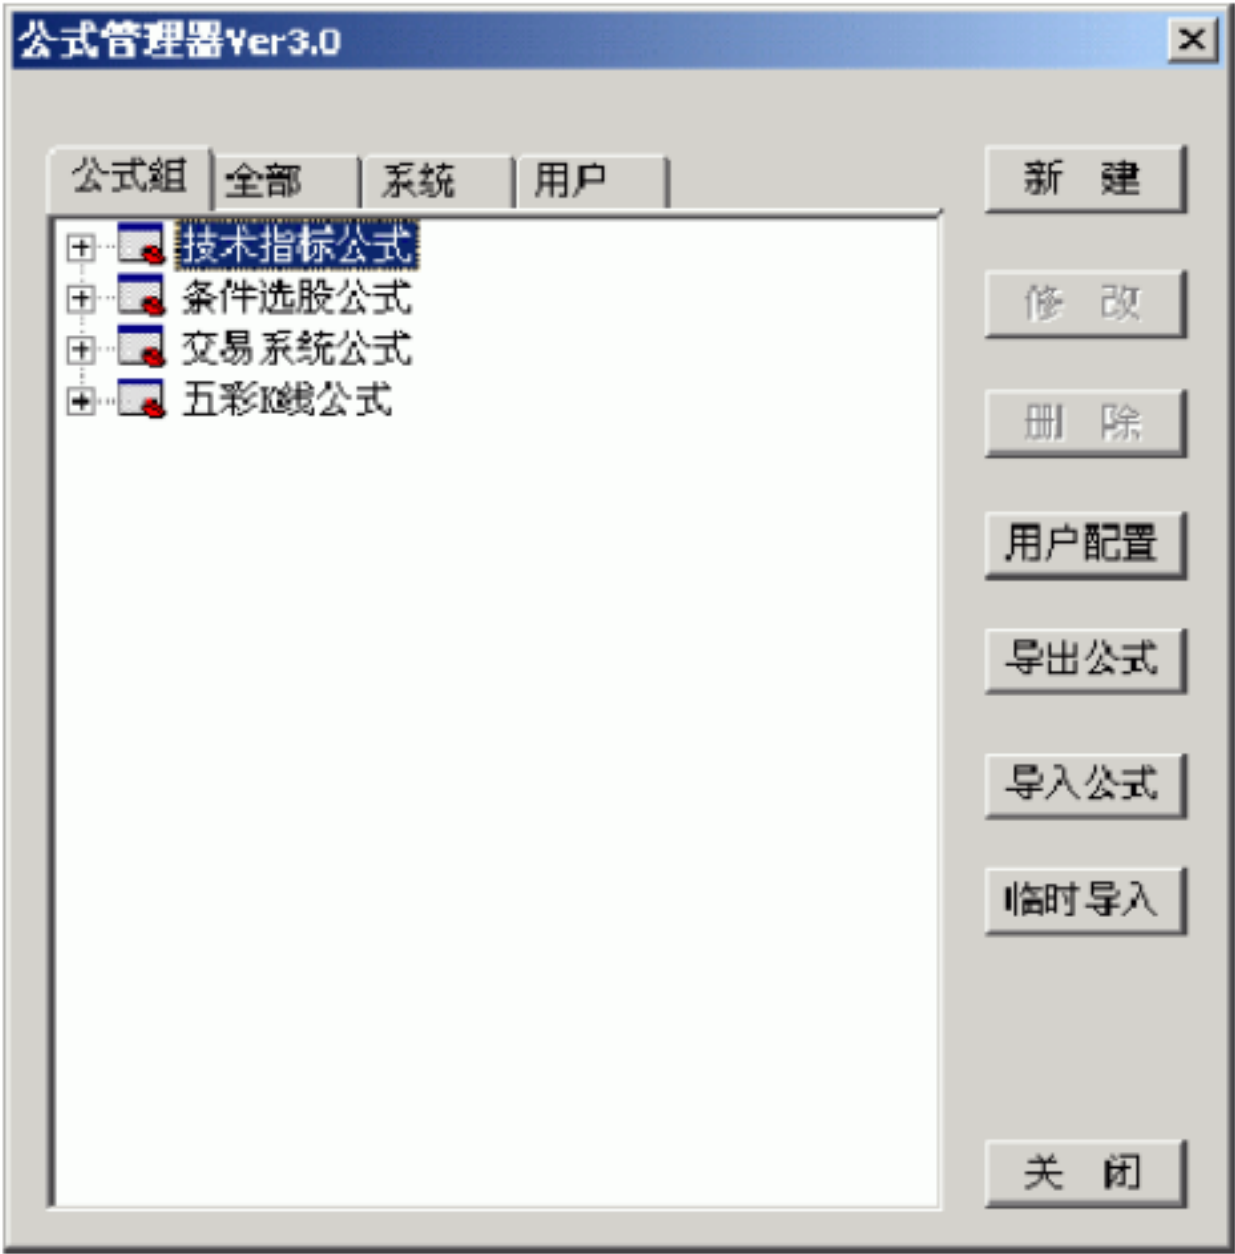 公式管理器Ver3.0
公式组 全部 系统 用户
技术指标公式
条件选股公式
交易系统公式
五彩K线公式
新 建
修 改
删 除
用户配置
导出公式
导入公式
临时导入
关 闭